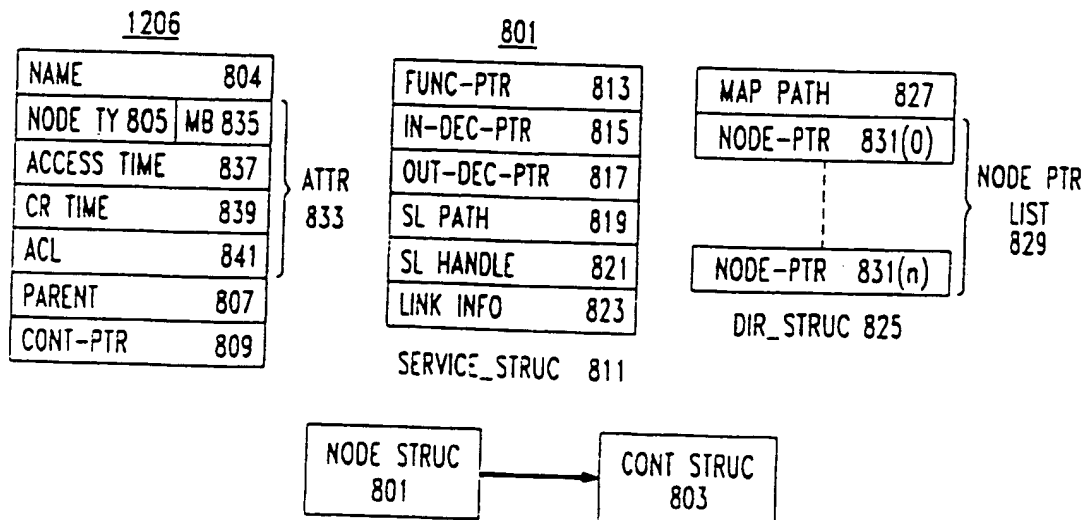 1206
NAME 804
NODE TY 805 MB 835
ACCESS TIME 837
CR TIME 839
ACL 841
PARENT 807
CONT-PTR 809
ATTR
833
801
FUNC-PTR 813
IN-DEC-PTR 815
OUT-DEC-PTR 817
SL PATH 819
SL HANDLE 821
LINK INFO 823
SERVICE_STRUC 811
MAP PATH 827
NODE-PTR 831(0)
NODE-PTR 831(n)
NODE PTR
LIST
829
DIR_STRUC 825
NODE STRUC
801
CONT STRUC
803